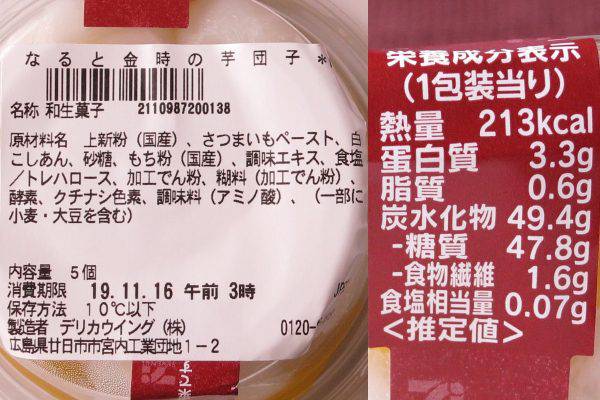 なると金時の芋団子*
名称 和生菓子 2110987200138
原材料名 上新粉（国産）、さつまいもペースト、白
こしあん、砂糖、もち粉（国産）、調味エキス、食塩
／トレハロース、加工でん粉、糊料（加工でん粉）、
酵素、クチナシ色素、調味料（アミノ酸）、（一部に
小麦・大豆を含む）
内容量 5個
消費期限 19.11.16 午前 3時
保存方法 10℃以下
製造者 デリカウイング（株） 0120-
広島県廿日市市宮内工業団地1-2
栄養成分表示
（1包装当り）
熱量 213kcal
蛋白質 3.3g
脂質 0.6g
炭水化物 49.4g
-糖質 47.8g
-食物繊維 1.6g
食塩相当量 0.07g
<推定値>